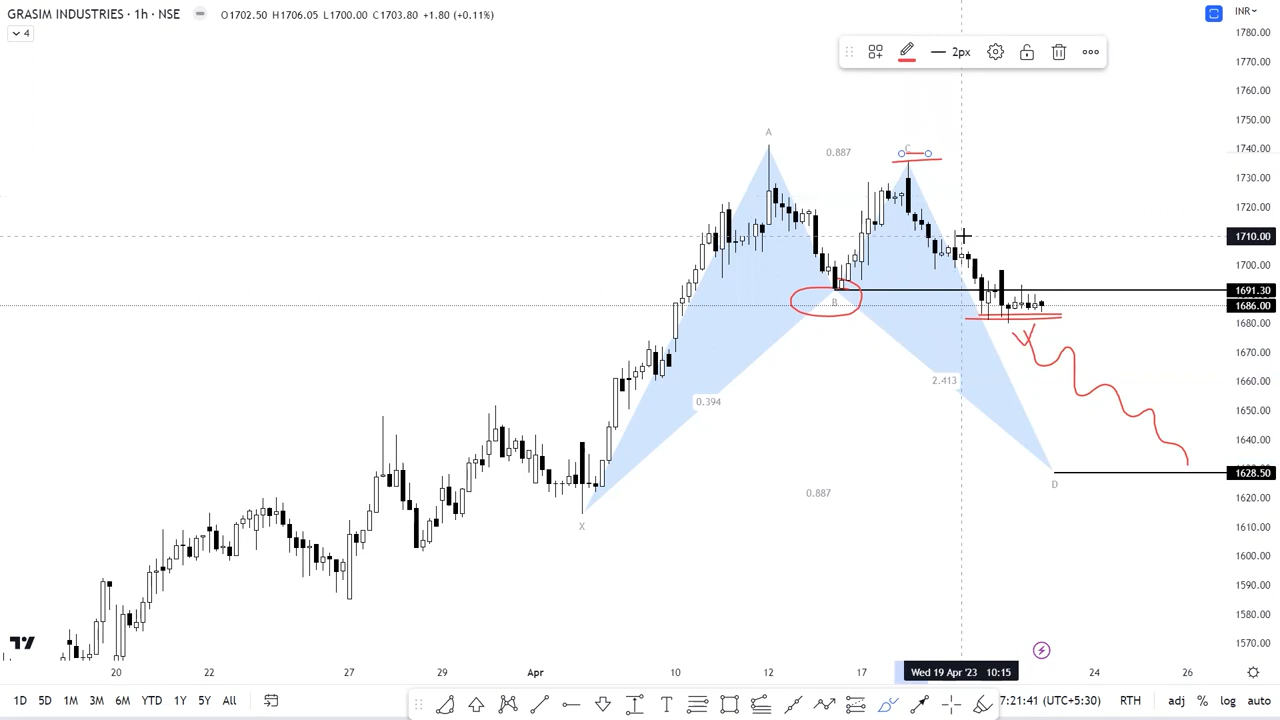 GRASIM INDUSTRIES · 1h · NSE O1702.50 H1706.05 L1700.00 C1703.80 +1.80 (+0.11%)
INR
4
2px
1780.00
1770.00
1760.00
1750.00
1740.00
1730.00
1720.00
1710.00
1700.00
1691.30
1686.00
1680.00
1670.00
1660.00
1650.00
1640.00
1628.50
1620.00
1610.00
1600.00
1590.00
1580.00
1570.00
A
0.887
C
B
2.413
0.394
D
0.887
X
20 22 27 29 Apr 10 12 17 Wed 19 Apr '23 10:15 24 26
1D 5D 1M 3M 6M YTD 1Y 5Y All T 7:21:41 (UTC+5:30) RTH adj % log auto